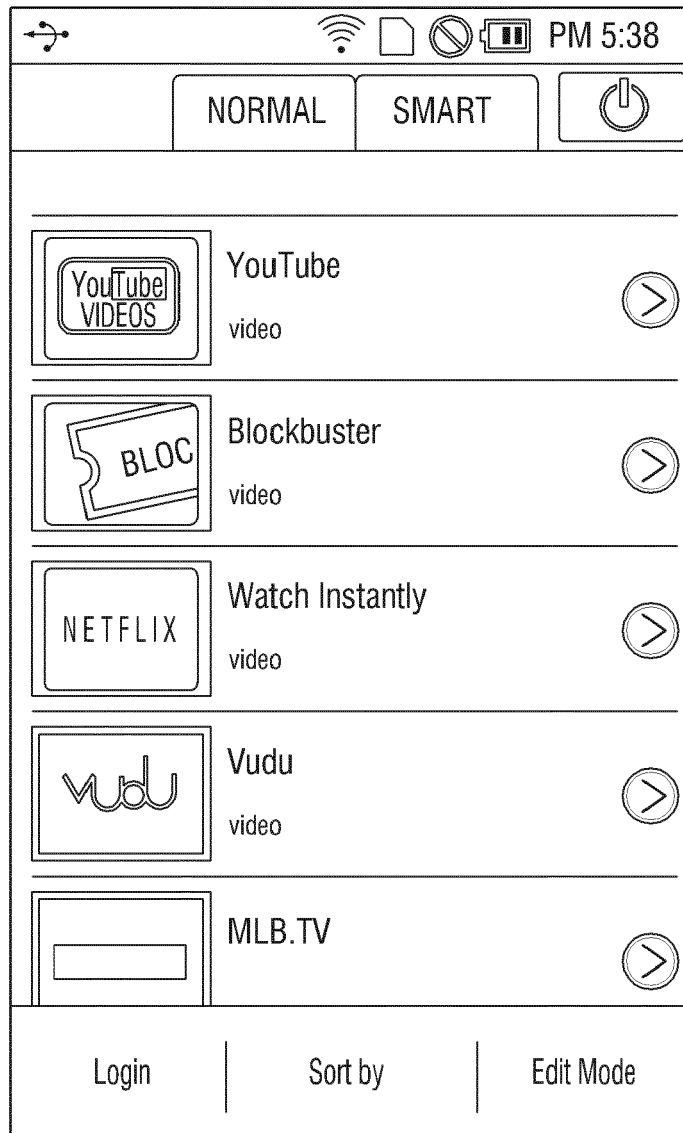 PM 5:38
NORMAL SMART
YouTube
VIDEOS
YouTube
video
BLOC
Blockbuster
video
NETFLIX
Watch Instantly
video
vudu
Vudu
video
MLB.TV
Login Sort by Edit Mode